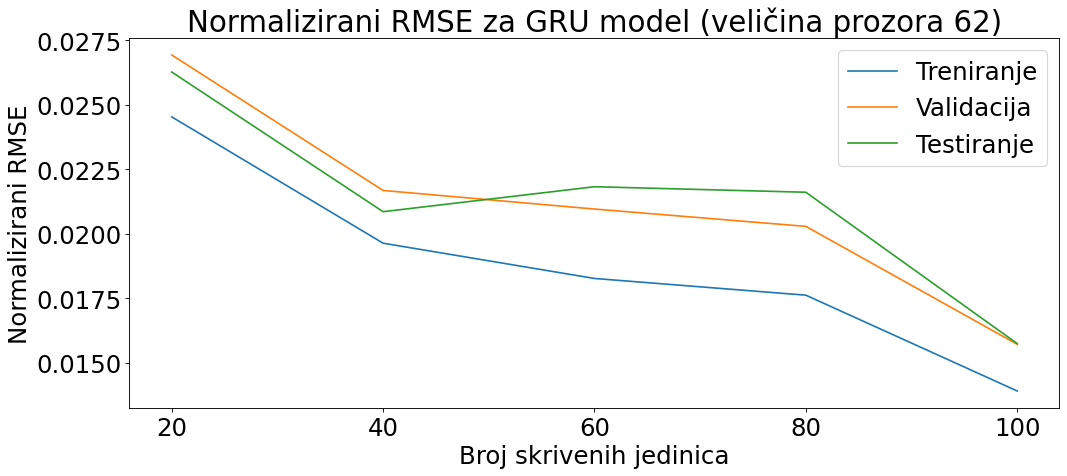 Normalizirani RMSE za GRU model (veličina prozora 62)
Normalizirani RMSE
0.0275
0.0250
0.0225
0.0200
0.0175
0.0150
Treniranje
Validacija
Testiranje
20 40 60 80 100
Broj skrivenih jedinica